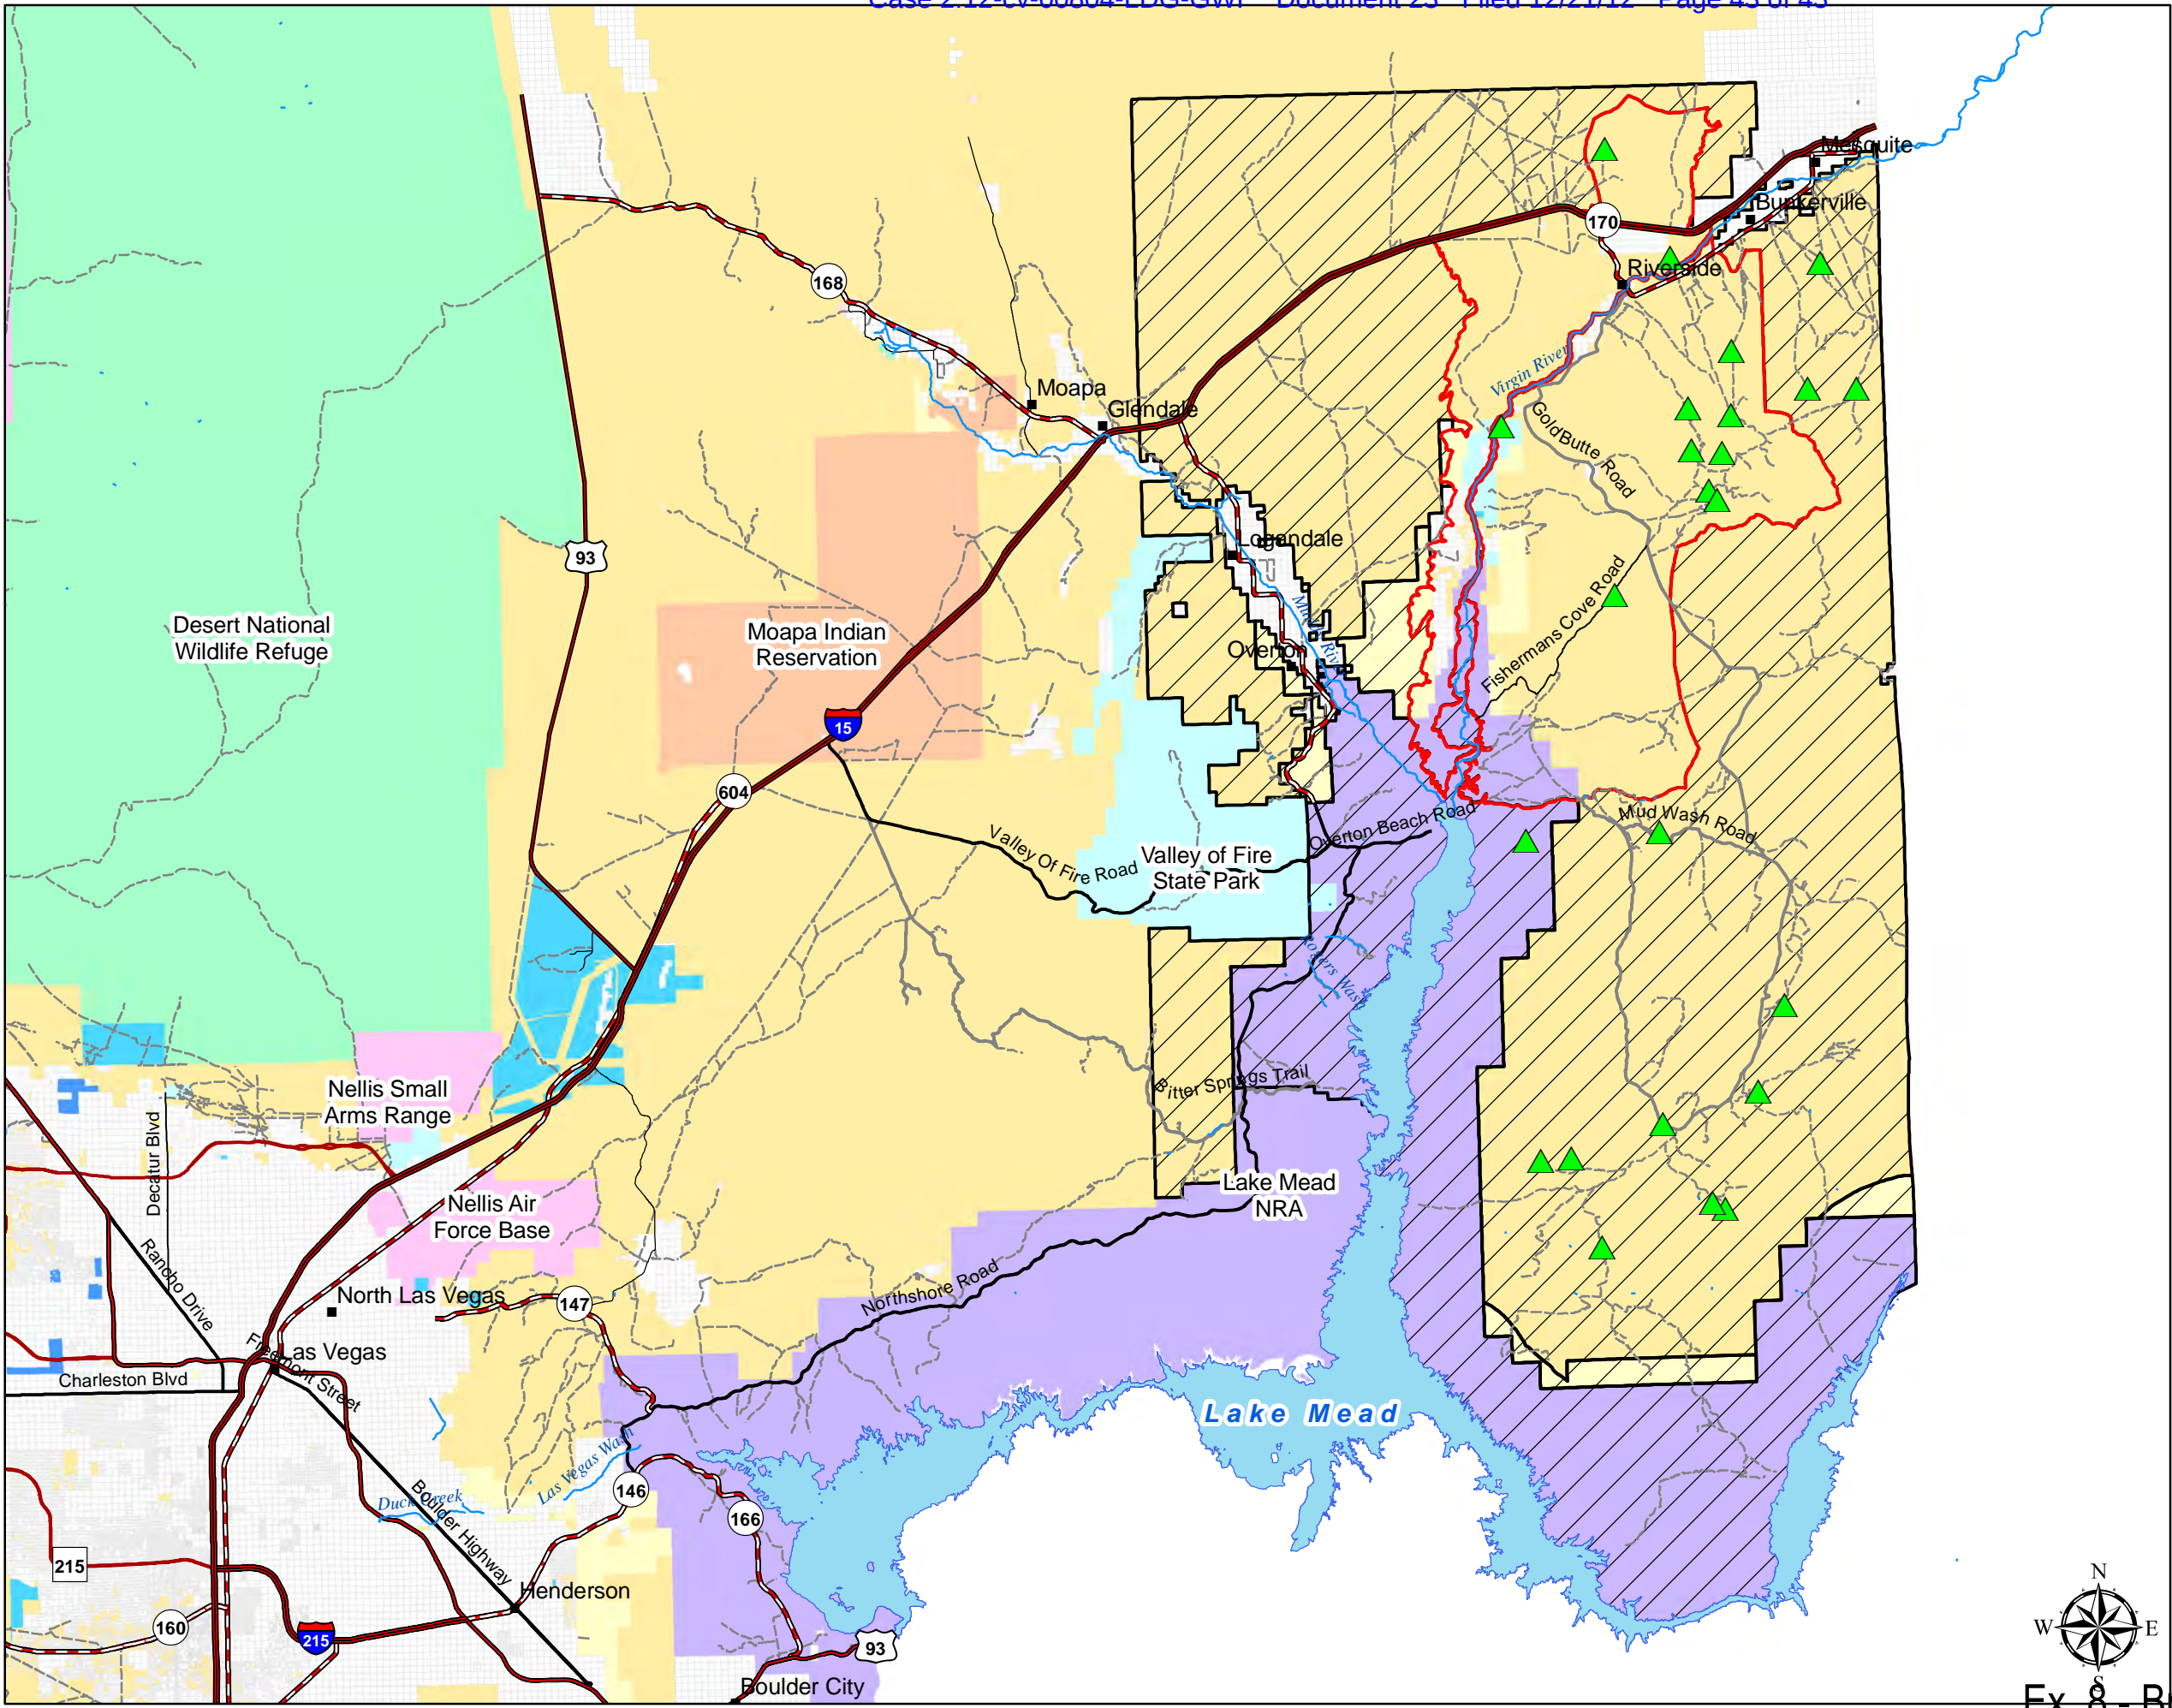 Mesquite
Bunkerville
170
Riverside
168
Virgin River
Moapa
Glendale
GoldButte Road
93
Logandale
Desert National
Wildlife Refuge
Moapa Indian
Reservation
Overton
Fishermans Cove Road
15
604
Overton Beach Road
Mud Wash Road
Valley Of Fire Road
Valley of Fire
State Park
Bitter Springs Trail
Nellis Small
Arms Range
Decatur Blvd
Lake Mead
NRA
Nellis Air
Force Base
Rancho Drive
Northshore Road
North Las Vegas
147
Las Vegas
Freemont Street
Charleston Blvd
Lake Mead
Las Vegas Wash
146
Duck Creek
Boulder Highway
166
215
Henderson
160
215
93
Boulder City
N
W
E
S